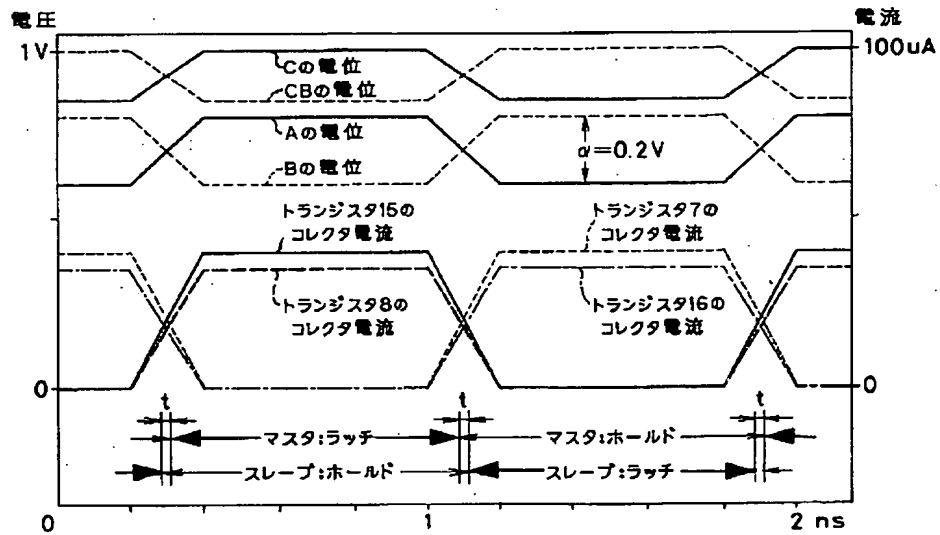 電圧
電流
1V
100uA
Cの電位
CBの電位
Aの電位
α=0.2V
Bの電位
トランジスタ15の
コレクタ電流
トランジスタ7の
コレクタ電流
トランジスタ8の
コレクタ電流
トランジスタ16の
コレクタ電流
0
0
t
t
t
マスタ:ラッチ
マスタ:ホールド
スレーブ:ホールド
スレーブ:ラッチ
0
1
2 ns